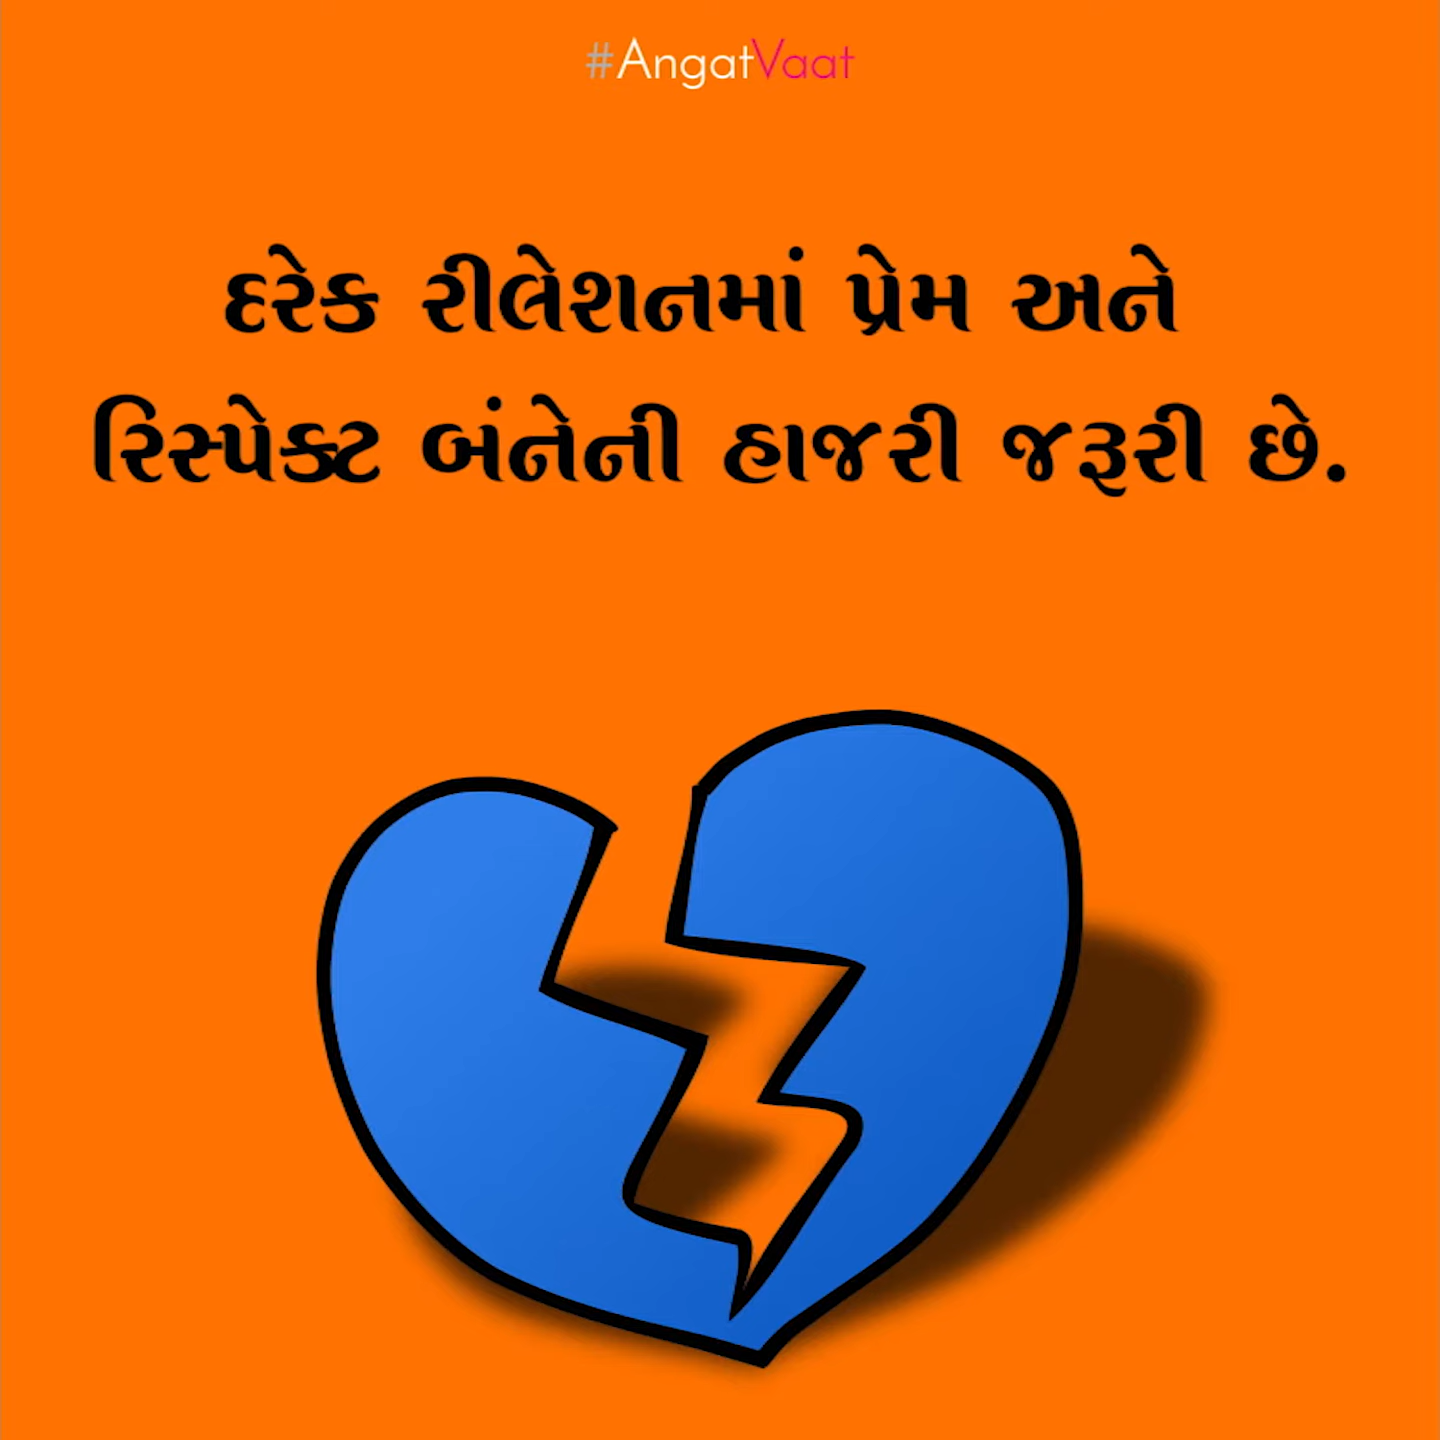 #AngatVaat
દરેક રીલેશનમાં પ્રેમ અને
રિસ્પેક્ટ બંનેની હાજરી જરૂરી છે.